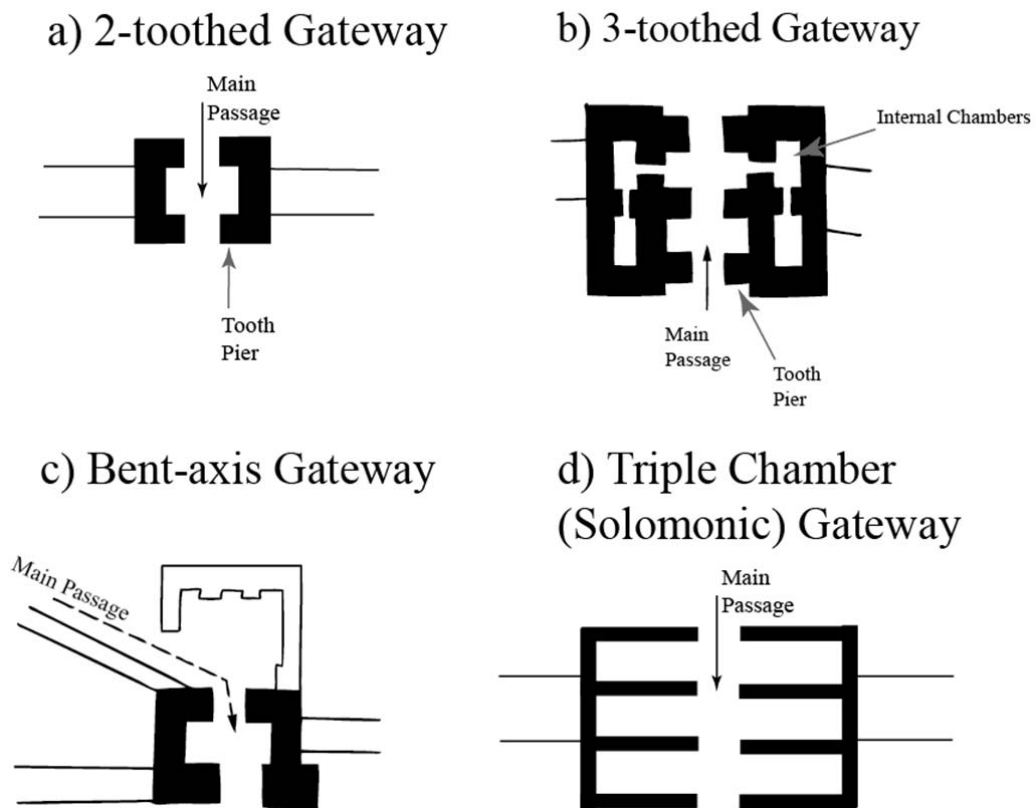 a) 2-toothed Gateway
Main
Passage
Tooth
Pier
b) 3-toothed Gateway
Internal Chambers
Main
Passage
Tooth
Pier
c) Bent-axis Gateway
Main Passage
d) Triple Chamber
(Solomonic) Gateway
Main
Passage